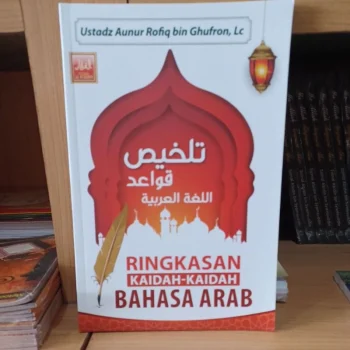 Ustadz Aunur Rofiq bin Ghufron, Lc
تلخيص
قواعد
اللغة العربية
RINGKASAN
KAIDAH-KAIDAH
BAHASA ARAB